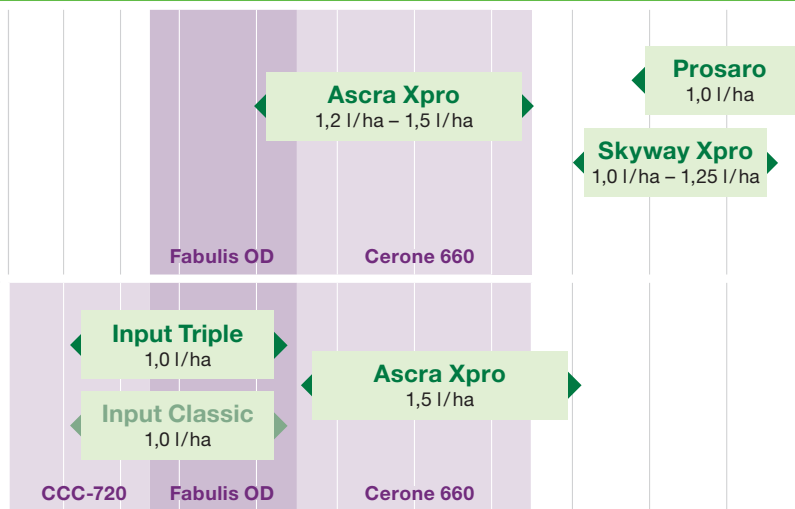 Ascra Xpro
1,2 l/ha – 1,5 l/ha
Prosaro
1,0 l/ha
Skyway Xpro
1,0 l/ha – 1,25 l/ha
Fabulis OD
Cerone 660
Input Triple
1,0 l/ha
Input Classic
1,0 l/ha
Ascra Xpro
1,5 l/ha
CCC-720
Fabulis OD
Cerone 660